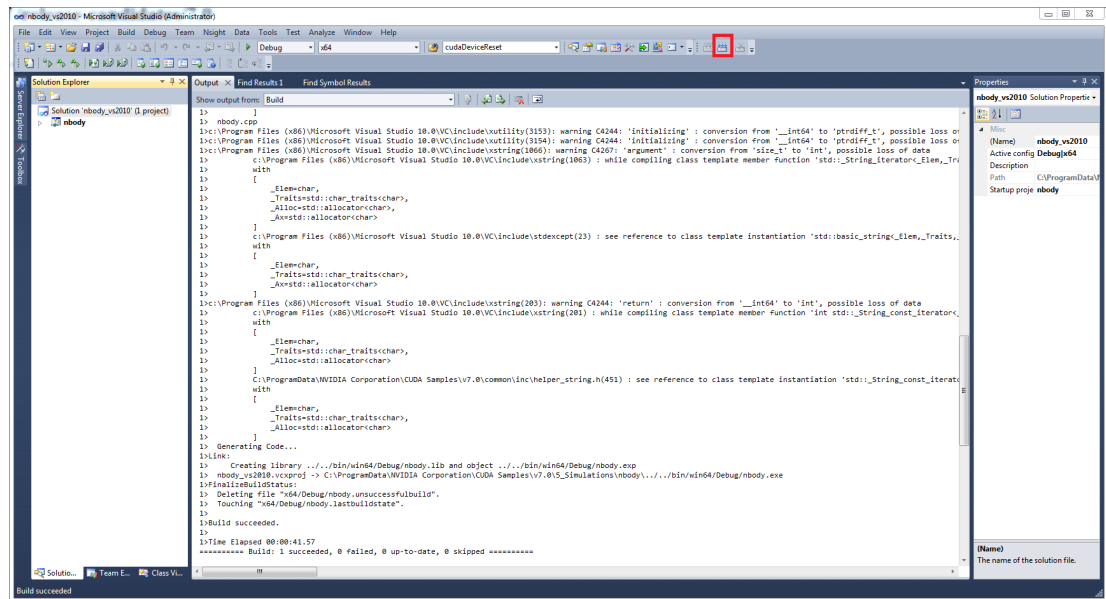 nbody_vs2010 - Microsoft Visual Studio (Administrator)
File Edit View Project Build Debug Team Nsight Data Tools Test Analyze Window Help
Debug x64 cudaDeviceReset
Solution Explorer
Solution 'nbody_vs2010' (1 project)
nbody
Server Explorer
Toolbox
Output Find Results 1 Find Symbol Results
Show output from: Build
1> ]
1> nbody.cpp
1>c:\Program Files (x86)\Microsoft Visual Studio 10.0\VC\include\xutility(3153): warning C4244: 'initializing' : conversion from '__int64' to 'ptrdiff_t', possible loss of
1>c:\Program Files (x86)\Microsoft Visual Studio 10.0\VC\include\xutility(3154): warning C4244: 'initializing' : conversion from '__int64' to 'ptrdiff_t', possible loss of
1>c:\Program Files (x86)\Microsoft Visual Studio 10.0\VC\include\xstring(1066): warning C4267: 'argument' : conversion from 'size_t' to 'int', possible loss of data
1> c:\Program Files (x86)\Microsoft Visual Studio 10.0\VC\include\xstring(1063) : while compiling class template member function 'std::_String_iterator<_Elem,_Tra
1> with
1> [
1> _Elem=char,
1> _Traits=std::char_traits<char>,
1> _Alloc=std::allocator<char>,
1> _Ax=std::allocator<char>
1> ]
1> c:\Program Files (x86)\Microsoft Visual Studio 10.0\VC\include\stdexcept(23) : see reference to class template instantiation 'std::basic_string<_Elem,_Traits,_
1> with
1> [
1> _Elem=char,
1> _Traits=std::char_traits<char>,
1> _Ax=std::allocator<char>
1> ]
1>c:\Program Files (x86)\Microsoft Visual Studio 10.0\VC\include\xstring(203): warning C4244: 'return' : conversion from '__int64' to 'int', possible loss of data
1> c:\Program Files (x86)\Microsoft Visual Studio 10.0\VC\include\xstring(201) : while compiling class template member function 'int std::_String_const_iterator<_
1> with
1> [
1> _Elem=char,
1> _Traits=std::char_traits<char>,
1> _Alloc=std::allocator<char>
1> ]
1> C:\ProgramData\NVIDIA Corporation\CUDA Samples\v7.0\common\inc\helper_string.h(451) : see reference to class template instantiation 'std::_String_const_iterato
1> with
1> [
1> _Elem=char,
1> _Traits=std::char_traits<char>,
1> _Alloc=std::allocator<char>
1> ]
1> Generating Code...
1>Link:
1> Creating library ../../bin/win64/Debug/nbody.lib and object ../../bin/win64/Debug/nbody.exp
1> nbody_vs2010.vcxproj -> C:\ProgramData\NVIDIA Corporation\CUDA Samples\v7.0\5_Simulations\nbody\../../bin/win64/Debug/nbody.exe
1>FinalizeBuildStatus:
1> Deleting file "x64/Debug/nbody.unsuccessfulbuild".
1> Touching "x64/Debug/nbody.lastbuildstate".
1>
1>Build succeeded.
1>
1>Time Elapsed 00:00:41.57
========== Build: 1 succeeded, 0 failed, 0 up-to-date, 0 skipped ==========
Properties
nbody_vs2010 Solution Propertie
Misc
(Name) nbody_vs2010
Active config Debug|x64
Description
Path C:\ProgramData\N
Startup proje nbody
(Name)
The name of the solution file.
Solutio... Team E... Class Vi...
Build succeeded